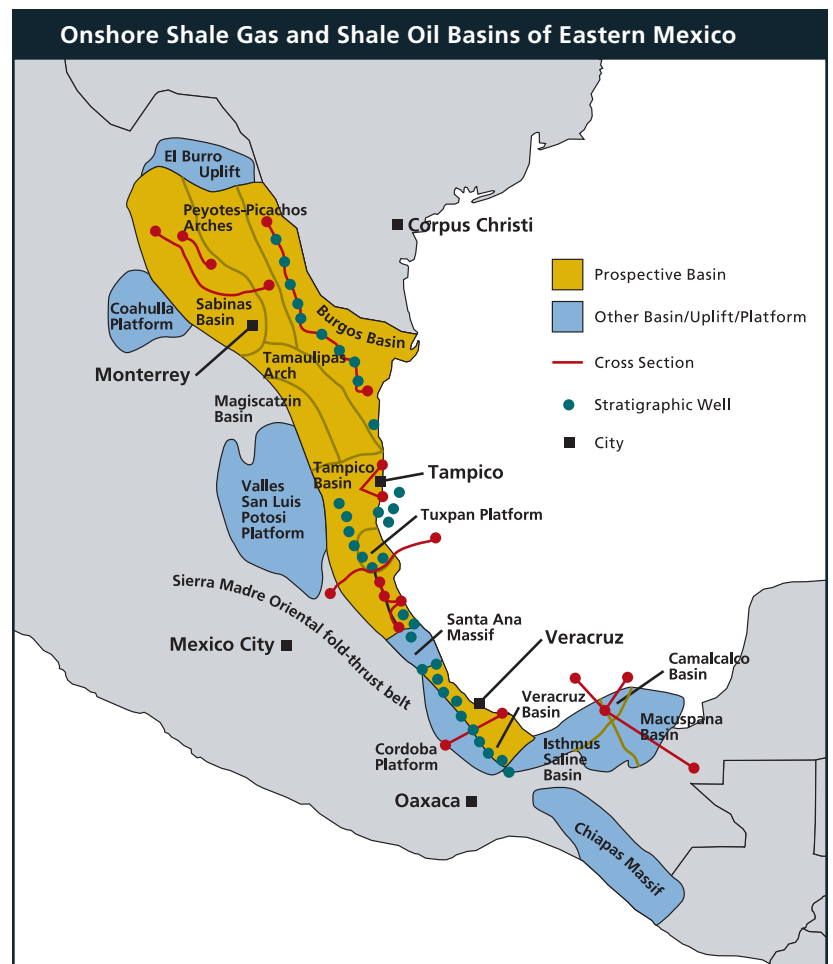 Onshore Shale Gas and Shale Oil Basins of Eastern Mexico
El Burro
Uplift
Peyotes-Picachos
Arches
Corpus Christi
Prospective Basin
Other Basin/Uplift/Platform
Cross Section
Stratigraphic Well
City
Coahulla
Platform
Sabinas
Basin
Burgos Basin
Monterrey
Tamaulipas
Arch
Magiscatzin
Basin
Tampico
Basin
Tampico
Valles
San Luis
Potosi
Platform
Tuxpan Platform
Sierra Madre Oriental fold-thrust belt
Santa Ana
Massif
Mexico City
Veracruz
Camalcalco
Basin
Veracruz
Basin
Macuspana
Basin
Cordoba
Platform
Isthmus
Saline
Basin
Oaxaca
Chiapas Massif